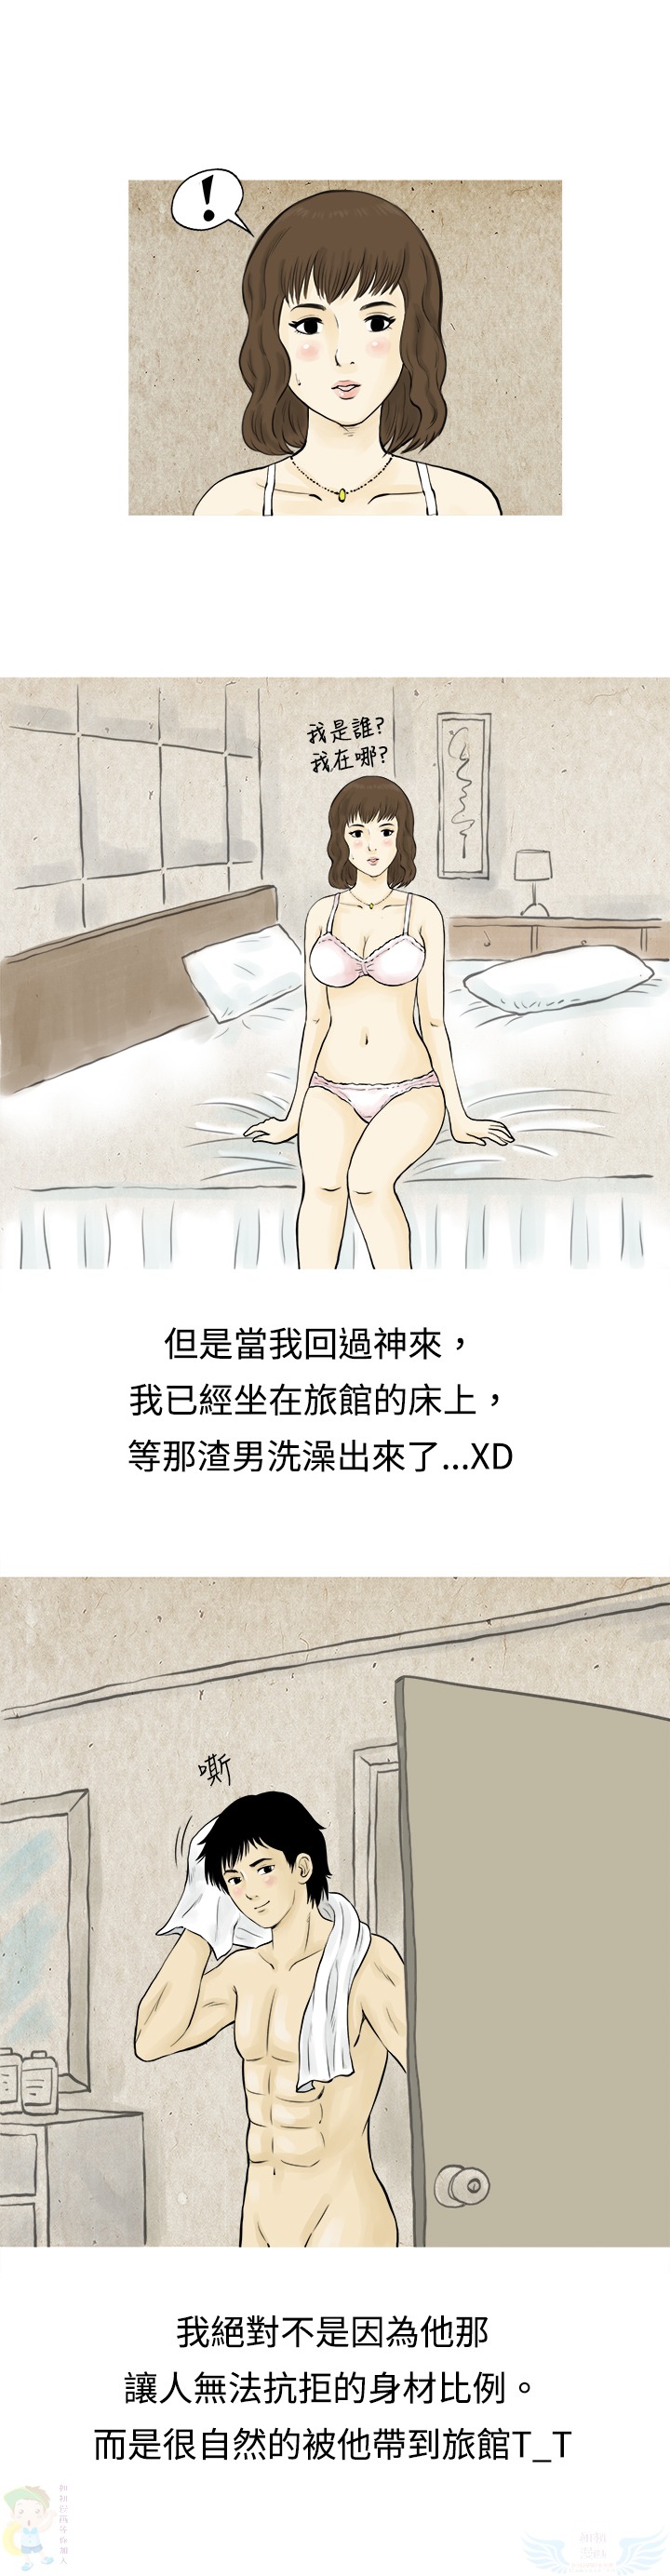 !
我是誰?
我在哪?
但是當我回過神來，
我已經坐在旅館的床上，
等那渣男洗澡出來了...XD
嘶
我絕對不是因為他那
讓人無法抗拒的身材比例。
而是很自然的被他帶到旅館T_T